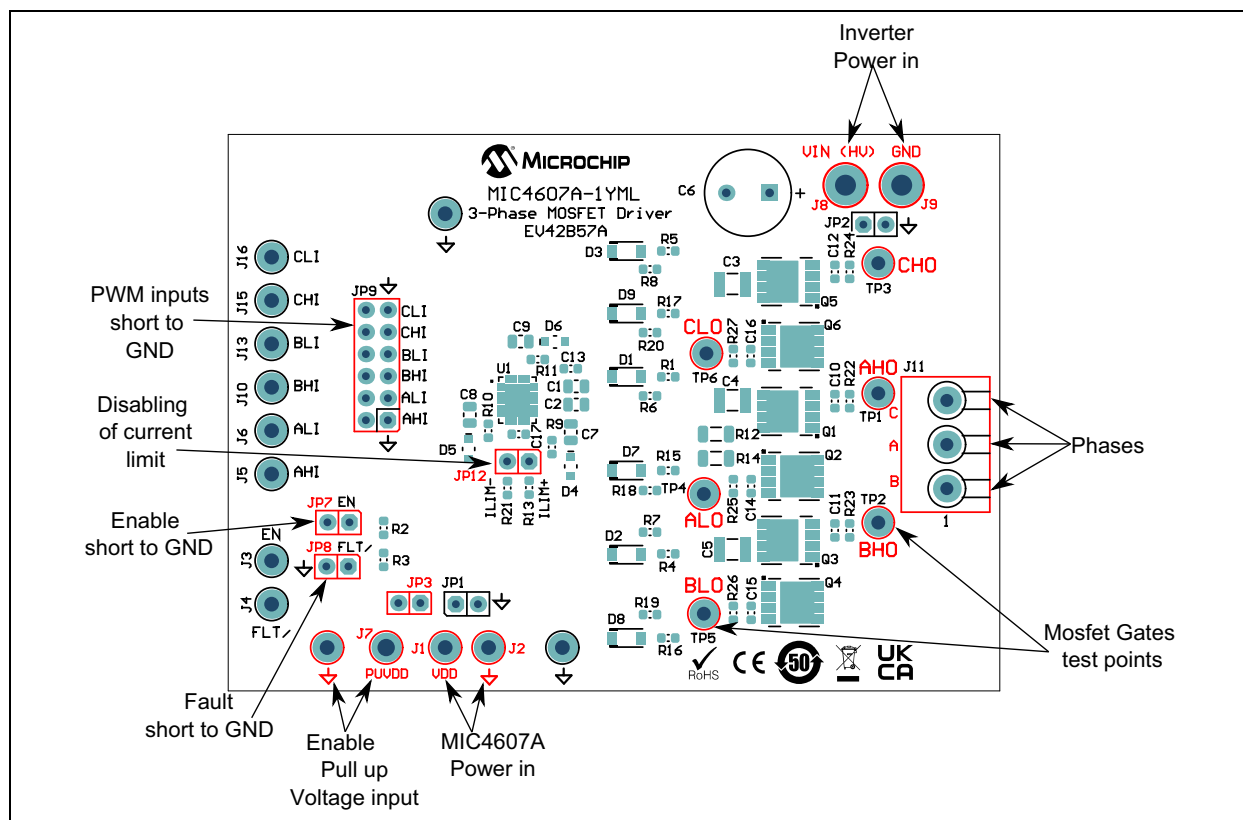 Inverter
Power in
VIN (HV)
GND
MICROCHIP
MIC4607A-1YML
3-Phase MOSFET Driver
EV42B57A
C6
+
J8
J9
JP2
J16
CLI
J15
CHI
J13
BLI
J10
BHI
J6
ALI
J5
AHI
PWM inputs
short to
GND
JP9
CLI
CHI
BLI
BHI
ALI
AHI
Disabling
of current
limit
D3
R5
R8
D9
R17
R20
D1
R1
R6
C3
C12
R24
CHO
TP3
Q5
CLO
R27
C16
Q6
TP6
C9
D6
R11
C13
U1
C1
C2
C8
R10
R9
C17
C7
D5
JP12
D4
ILIM-
R21
R13
ILIM+
C4
C10
R22
AHO
TP1
J11
C
A
B
1
Phases
Q1
R12
R14
Q2
D7
R15
R18
TP4
R25
C14
C11
R23
TP2
ALO
BHO
Enable
short to GND
JP7
EN
R2
EN
J3
JP8
FLT/
R3
J4
FLT/
D2
R7
R4
C5
Q3
BLO
R26
C15
Q4
TP5
JP3
JP1
D8
R19
R16
J7
PUVDD
J1
VDD
J2
RoHS
CE
50
UK
CA
Mosfet Gates
test points
Fault
short to GND
Enable
Pull up
Voltage input
MIC4607A
Power in